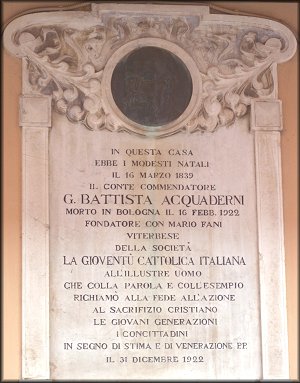 IN QUESTA CASA
EBBE I MODESTI NATALI
IL 16 MARZO 1839
IL CONTE COMMENDATORE
G. BATTISTA ACQUADERNI
MORTO IN BOLOGNA IL 16 FEBB. 1922
FONDATORE CON MARIO FANI
VITERBESE
DELLA SOCIETÀ
LA GIOVENTÙ CATTOLICA ITALIANA
ALL'ILLUSTRE UOMO
CHE COLLA PAROLA E COLL'ESEMPIO
RICHIAMÒ ALLA FEDE ALL'AZIONE
AL SACRIFIZIO CRISTIANO
LE GIOVANI GENERAZIONI
I CONCITTADINI
IN SEGNO DI STIMA E DI VENERAZIONE P.P.
IL 31 DICEMBRE 1922